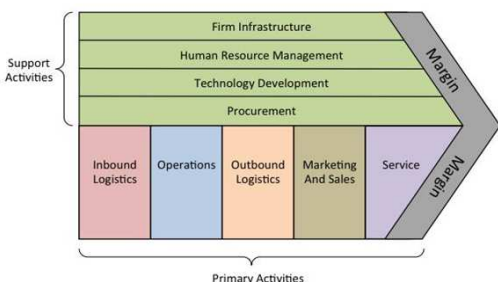 Support
Activities
Firm Infrastructure
Human Resource Management
Technology Development
Procurement
Inbound
Logistics
Operations
Outbound
Logistics
Marketing
And Sales
Service
Margin
Margin
Primary Activities